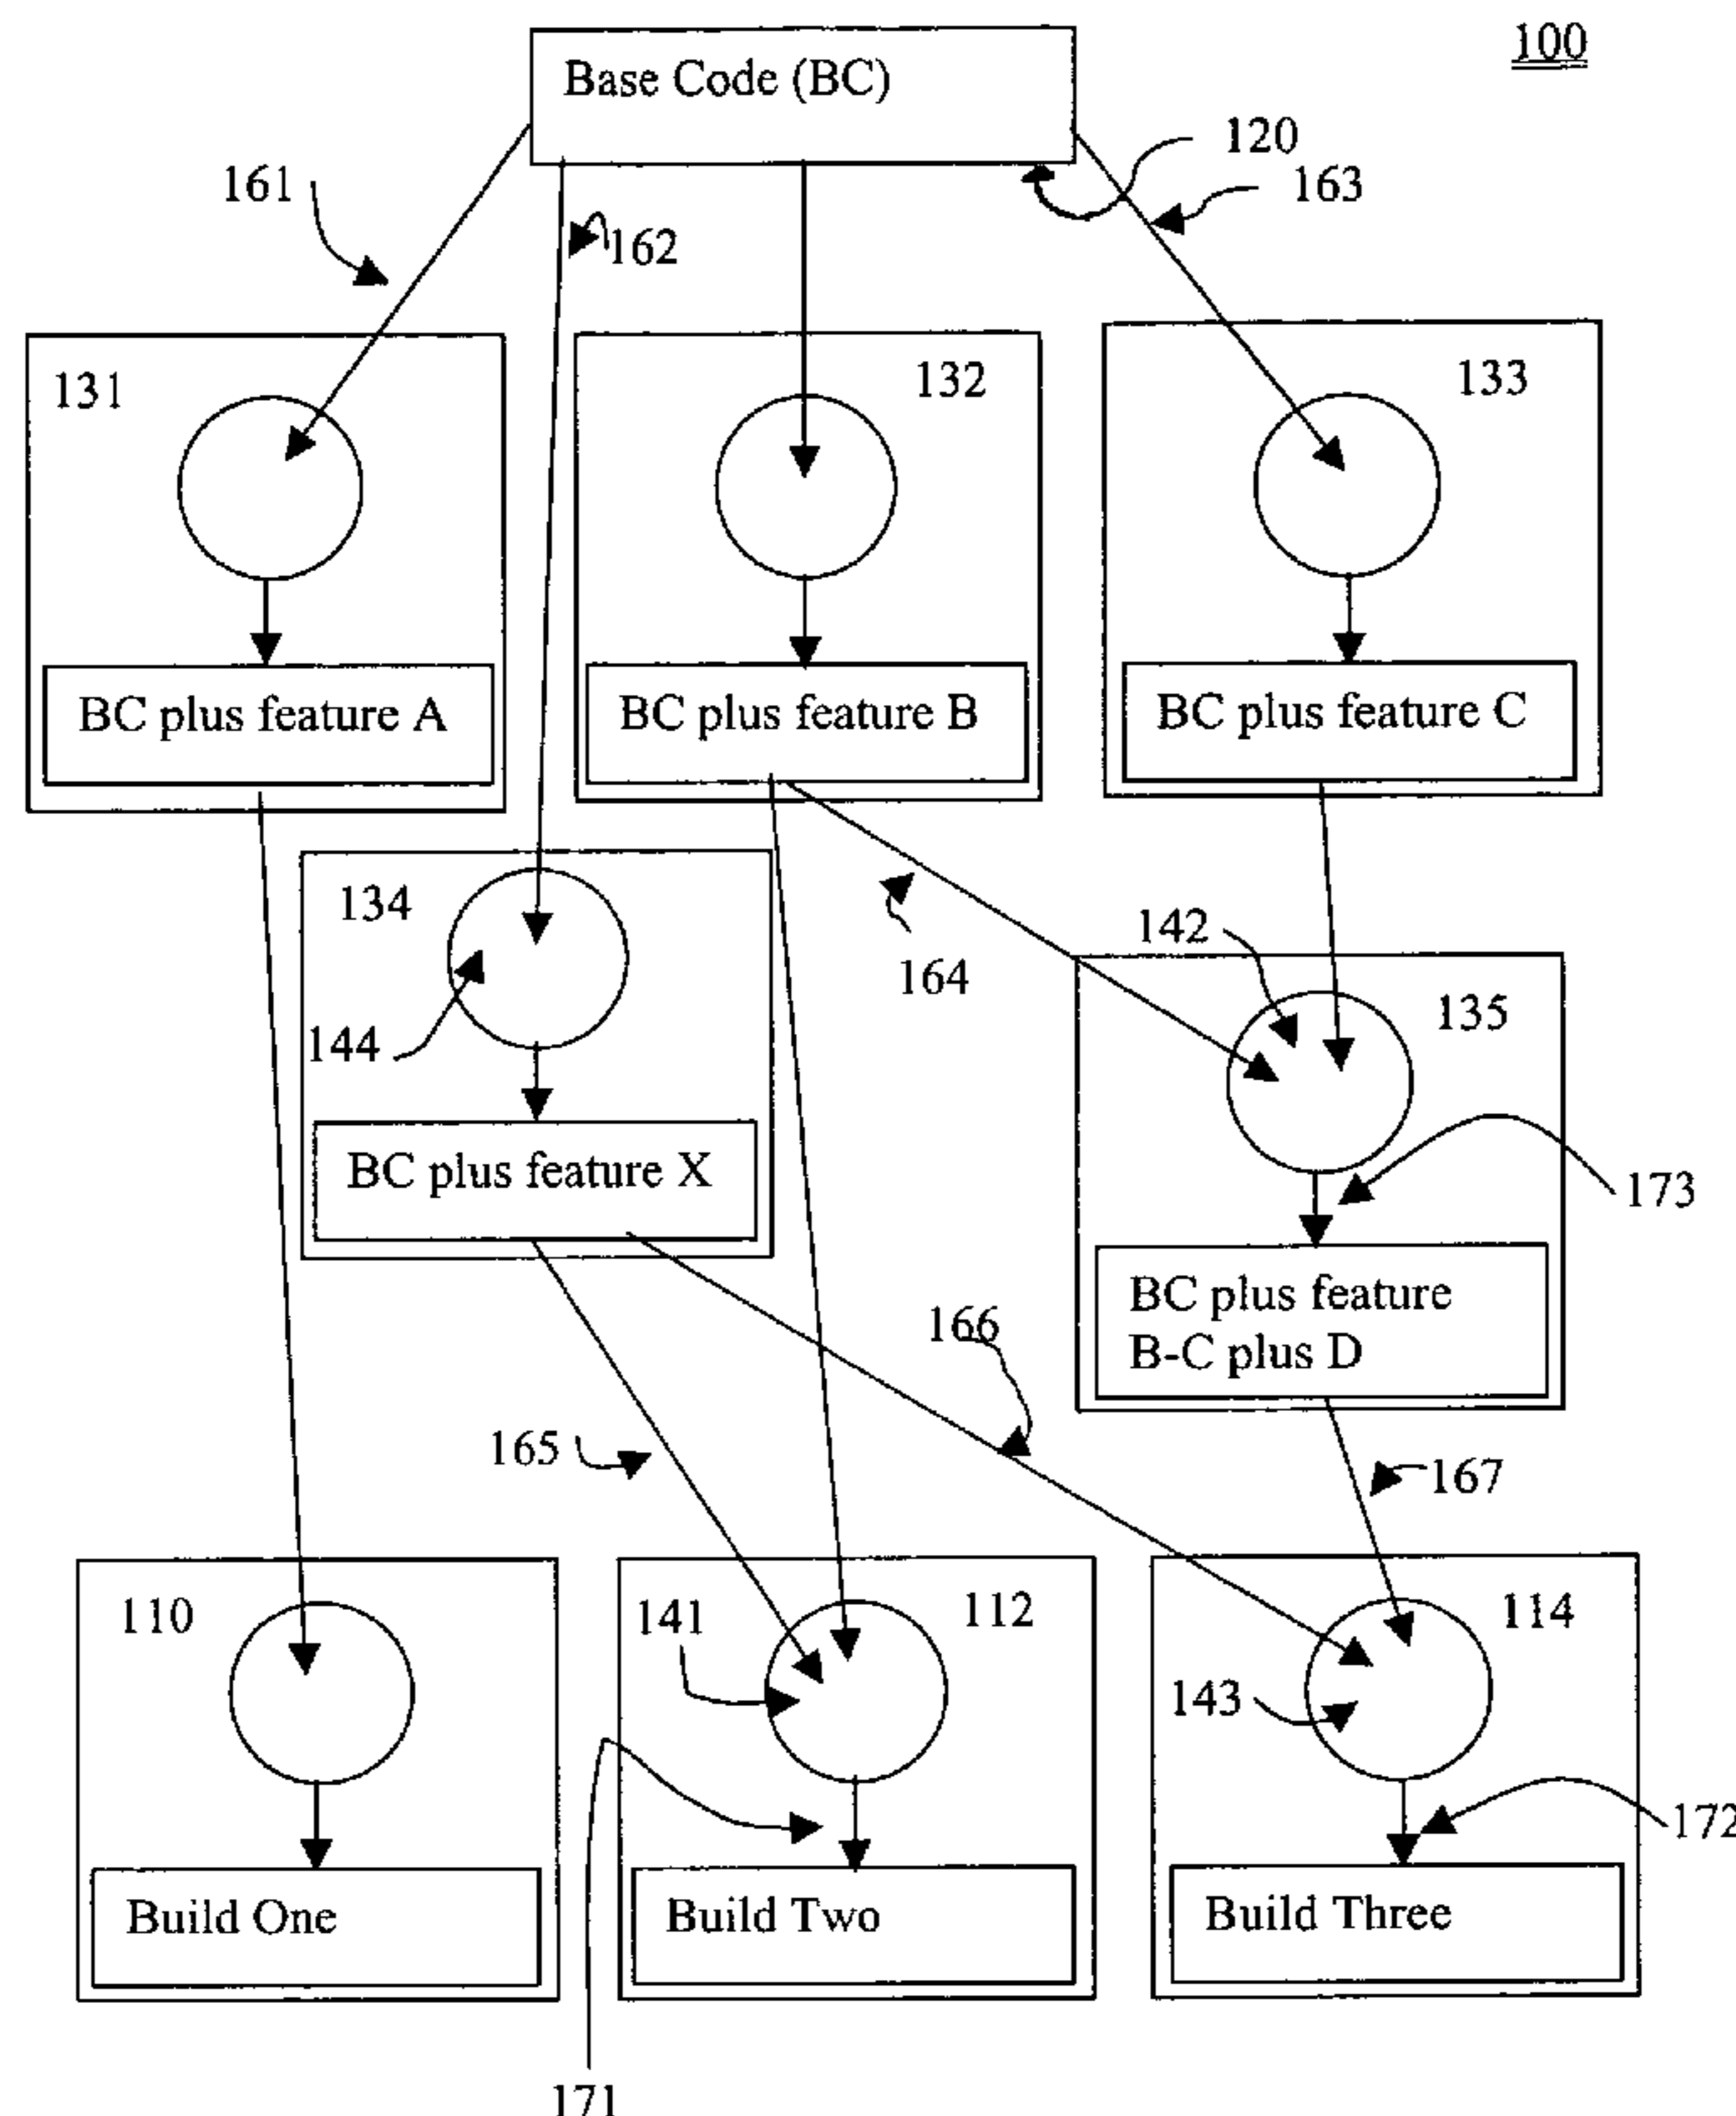 100
Base Code (BC)
120
161
163
162
131
132
133
BC plus feature A
BC plus feature B
BC plus feature C
134
142
164
135
144
BC plus feature X
173
BC plus feature
B-C plus D
166
165
167
110
141
112
114
143
172
Build One
Build Two
Build Three
171